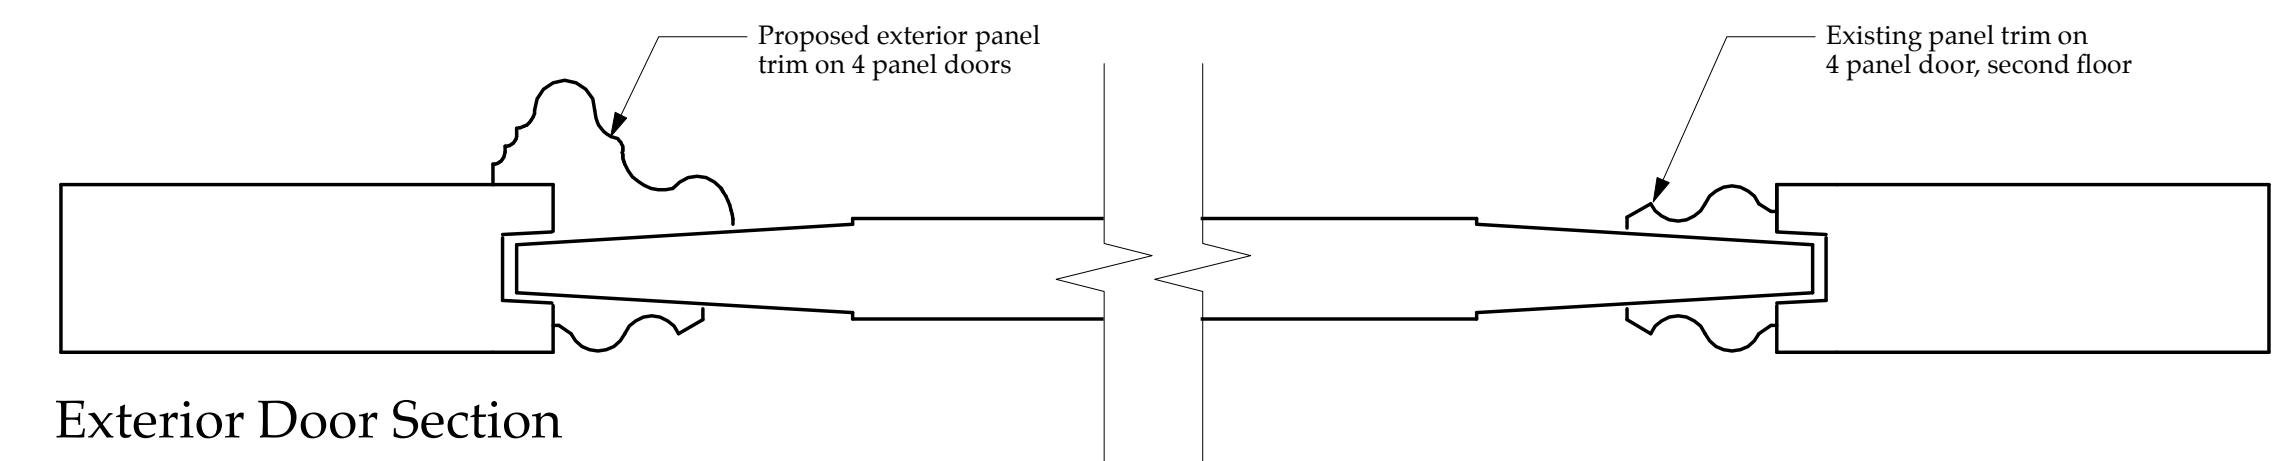 Proposed exterior panel
trim on 4 panel doors
Existing panel trim on
4 panel door, second floor
Exterior Door Section